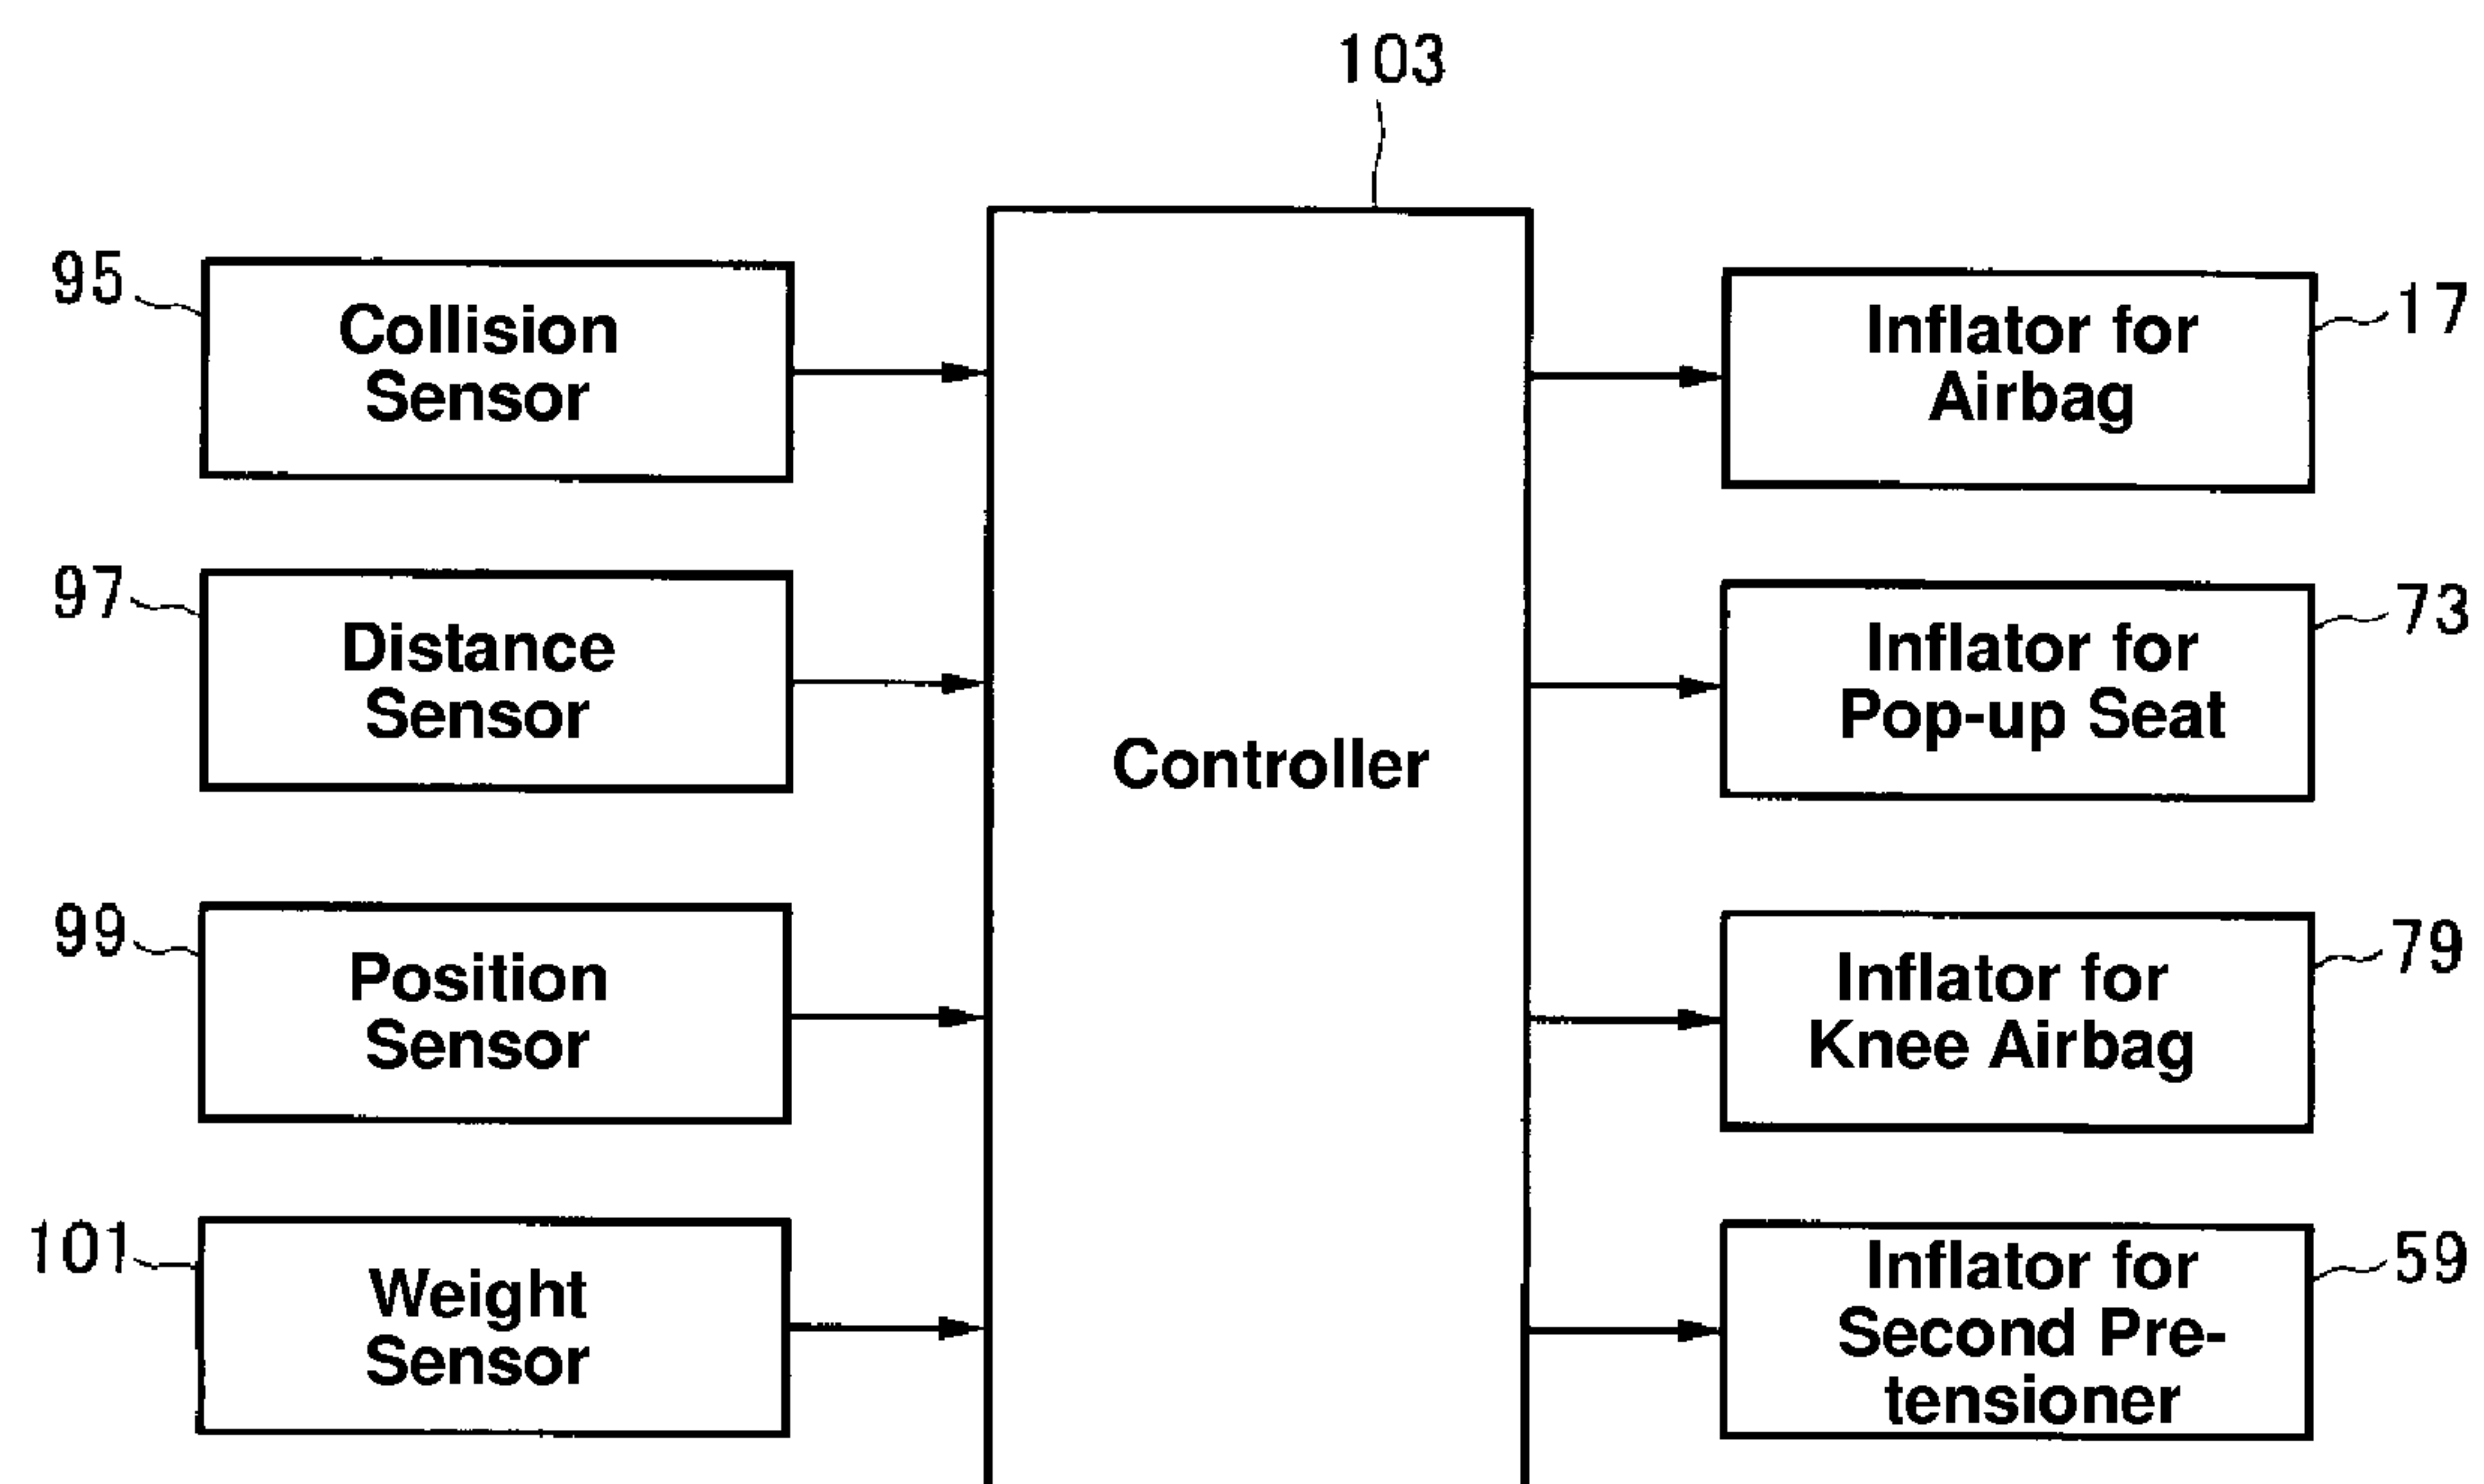 103
95
Collision
Sensor
Inflator for
Airbag
17
97
Distance
Sensor
Inflator for
Pop-up Seat
73
Controller
99
Position
Sensor
Inflator for
Knee Airbag
79
101
Weight
Sensor
Inflator for
Second Pre-
tensioner
59